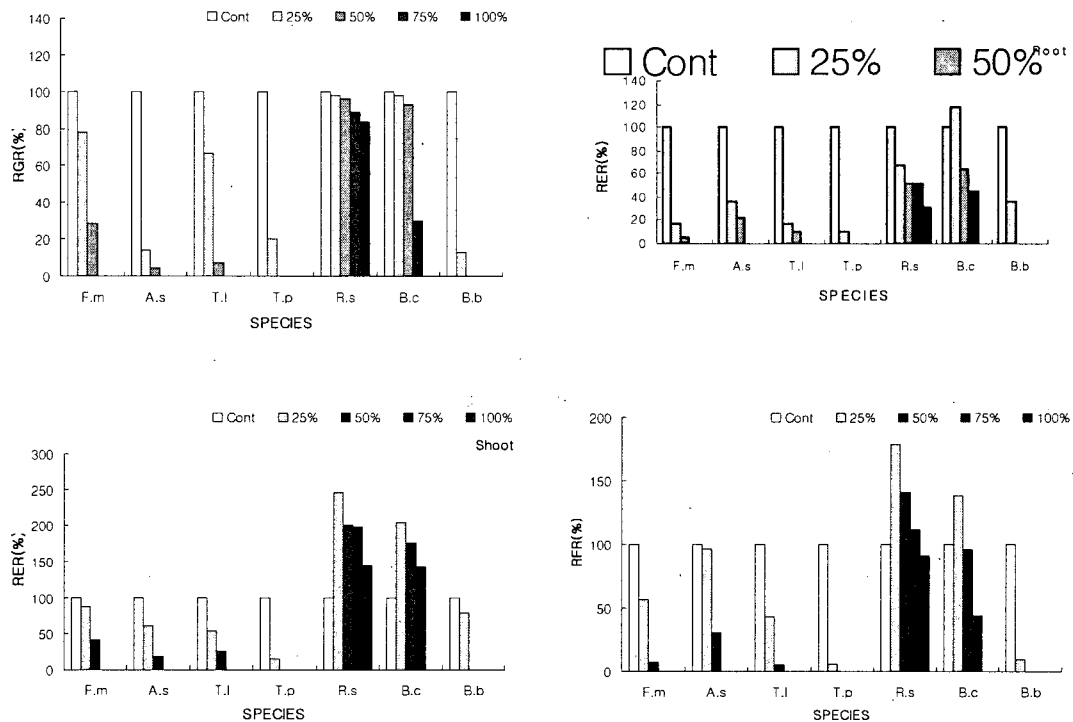 Cont 25% 50% 75% 100%
140
120
100
80
60
40
20
0
RGR(%)
F.m A.s T.l T.p R.s B.c B.b
SPECIES
Cont 25% 50% Root
140
120
100
80
60
40
20
0
RER(%)
F.m A.s T.l T.p R.s B.c B.b
SPECIES
Cont 25% 50% 75% 100%
Shoot
300
250
200
150
100
50
0
RER(%)
F.m A.s T.l T.p R.s B.c B.b
SPECIES
Cont 25% 50% 75% 100%
200
150
100
50
0
RFR(%)
F.m A.s T.l T.p R.s B.c B.b
SPECIES